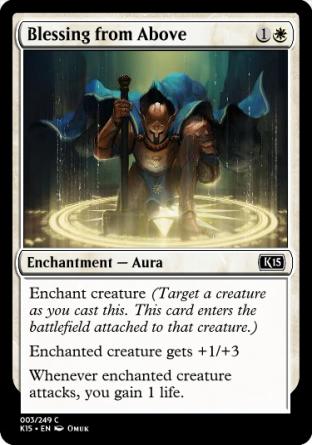 Blessing from Above 1
Enchantment — Aura K15
Enchant creature (Target a creature
as you cast this. This card enters the
battlefield attached to that creature.)
Enchanted creature gets +1/+3
Whenever enchanted creature
attacks, you gain 1 life.
003/249 C
K15 • EN Omuk